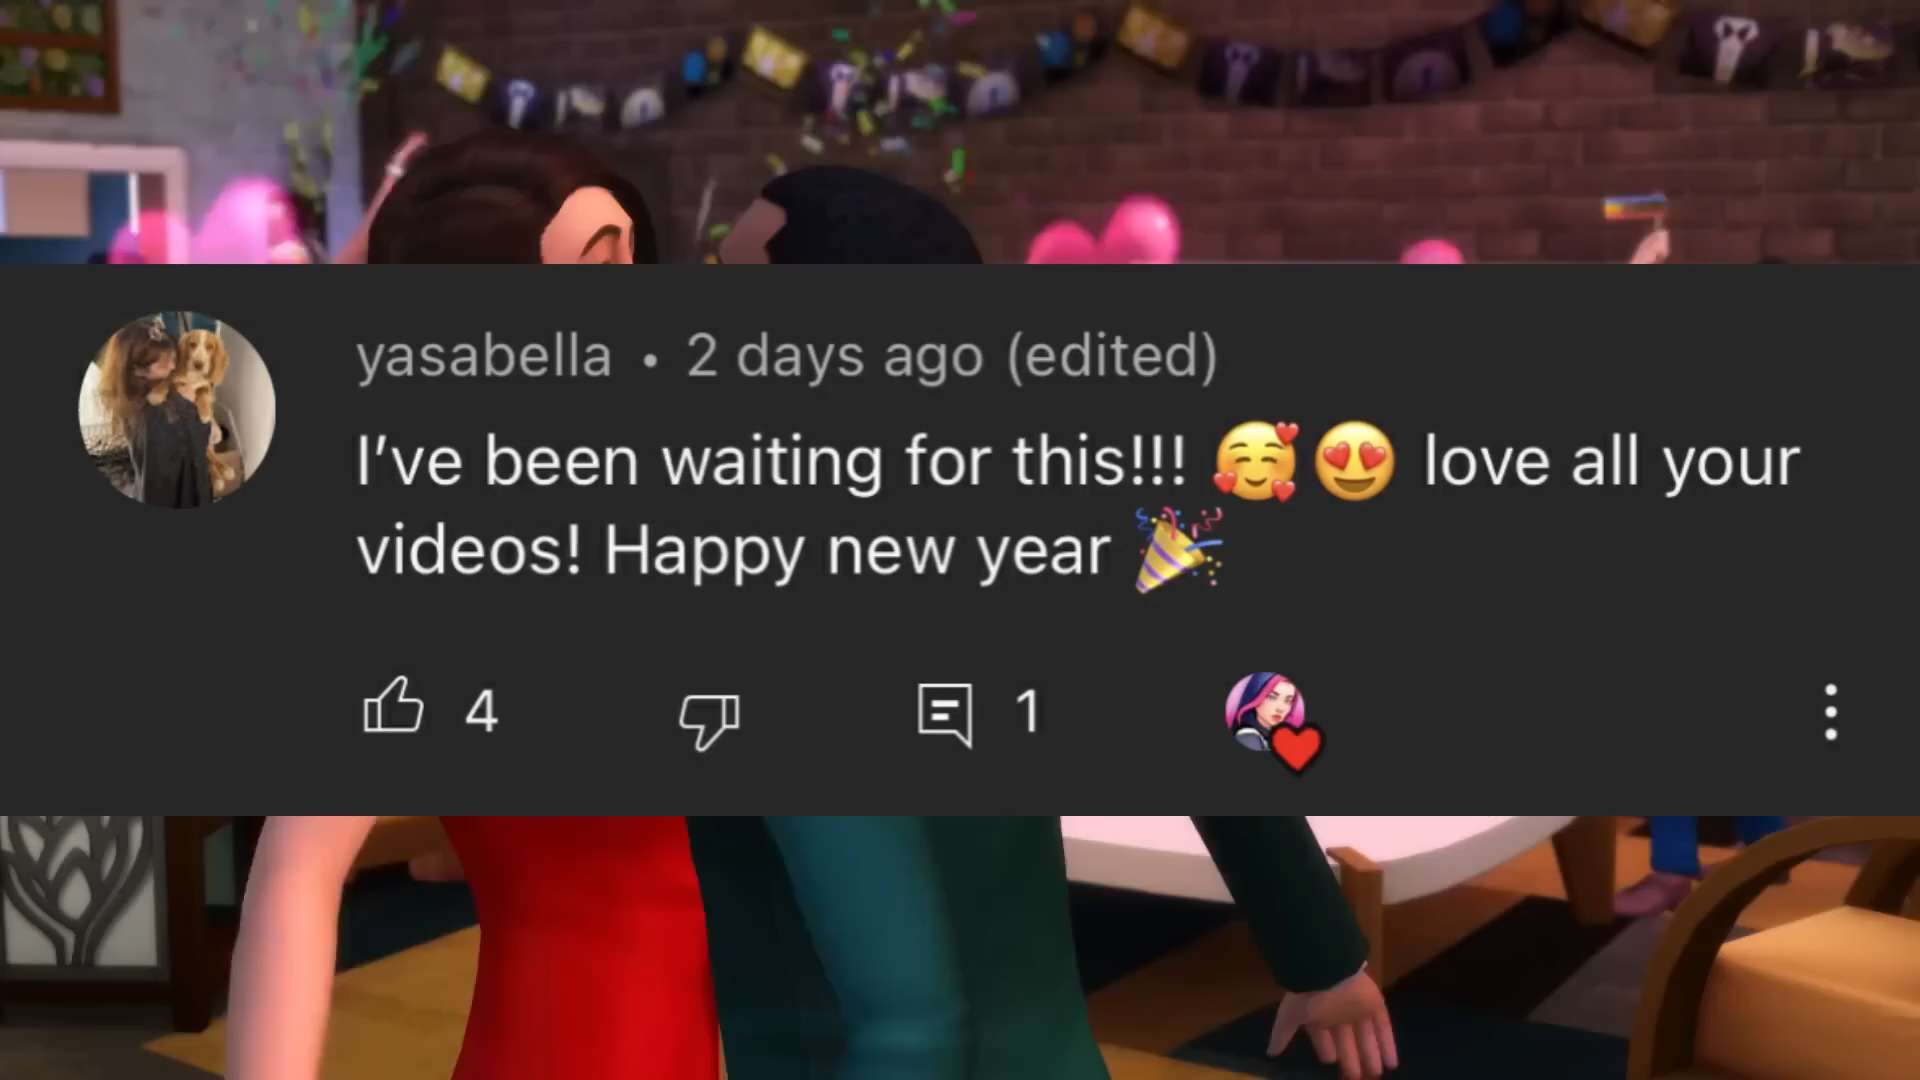 yasabella • 2 days ago (edited)
I’ve been waiting for this!!! 🥰😍 love all your
videos! Happy new year 🎉
4 1